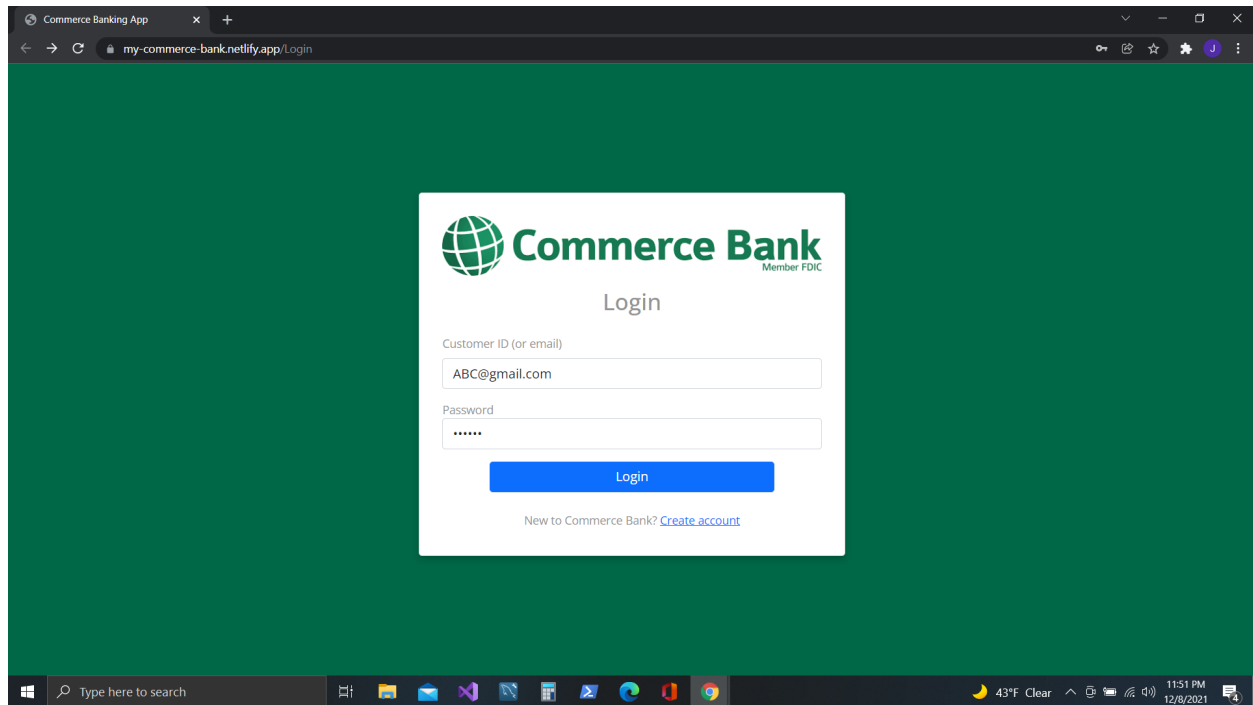 Commerce Banking App
my-commerce-bank.netlify.app/Login
J
Commerce Bank
Member FDIC
Login
Customer ID (or email)
ABC@gmail.com
Password
••••••
Login
New to Commerce Bank? Create account
Type here to search
43°F Clear
11:51 PM
12/8/2021
4